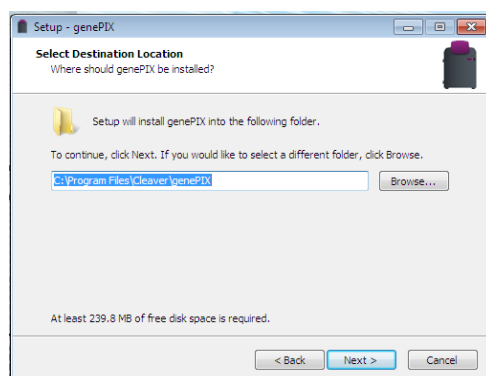 Setup - genePIX
Select Destination Location
Where should genePIX be installed?
Setup will install genePIX into the following folder.
To continue, click Next. If you would like to select a different folder, click Browse.
C:\Program Files\Cleaver\genePIX
Browse...
At least 239.8 MB of free disk space is required.
< Back
Next >
Cancel